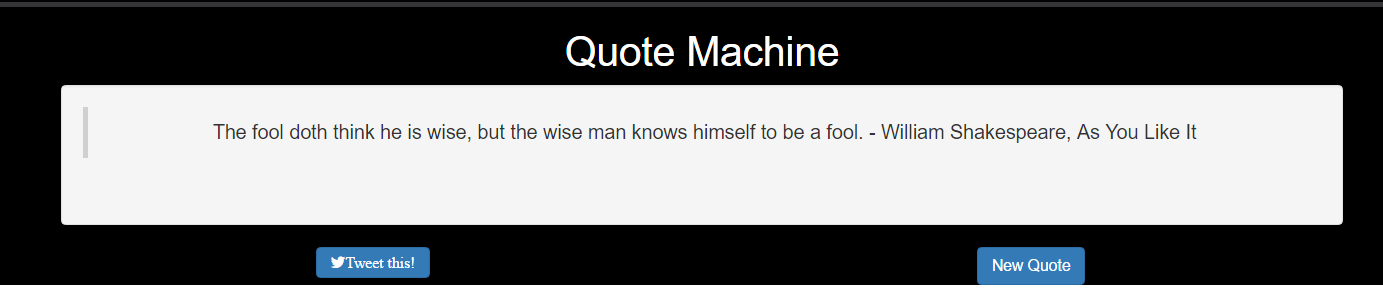 Quote Machine
The fool doth think he is wise, but the wise man knows himself to be a fool. - William Shakespeare, As You Like It
Tweet this!
New Quote